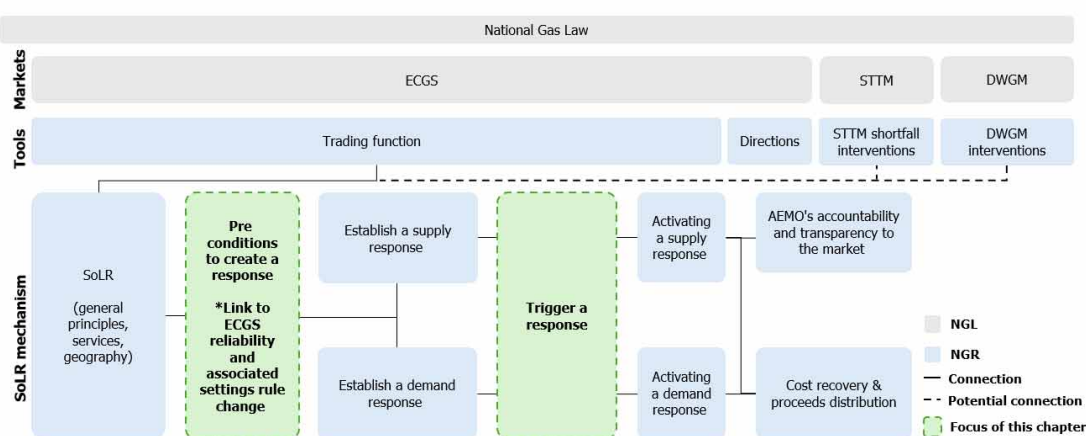 National Gas Law
Markets
ECGS
STTM
DWGM
Tools
Trading function
Directions
STTM shortfall
interventions
DWGM
interventions
SoLR mechanism
SoLR
(general
principles,
services,
geography)
Pre
conditions
to create a
response
*Link to
ECGS
reliability
and
associated
settings rule
change
Establish a supply
response
Establish a demand
response
Trigger a
response
Activating
a supply
response
Activating
a demand
response
AEMO's accountability
and transparency to
the market
Cost recovery &
proceeds distribution
NGL
NGR
Connection
Potential connection
Focus of this chapter